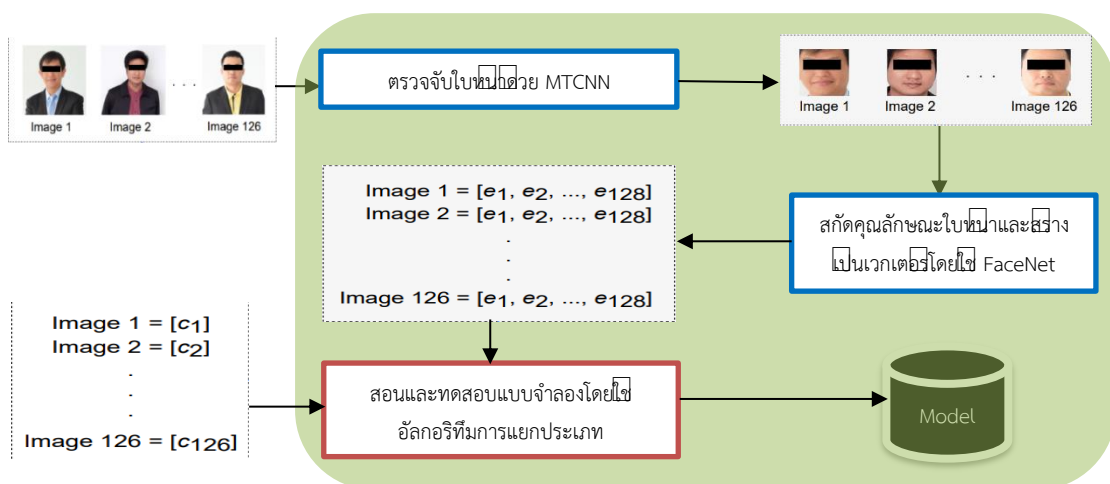 Image 1
Image 2
. . .
Image 126
ตรวจจับใบหน้าด้วย MTCNN
Image 1
Image 2
. . .
Image 126
สกัดคุณลักษณะใบหน้าและสร้าง
เป็นเวกเตอร์โดยใช้ FaceNet
Image 1 = [e1, e2, ..., e128]
Image 2 = [e1, e2, ..., e128]
.
.
.
Image 126 = [e1, e2, ..., e128]
Image 1 = [c1]
Image 2 = [c2]
.
.
.
Image 126 = [c126]
สอนและทดสอบแบบจำลองโดยใช้
อัลกอริทึมการแยกประเภท
Model